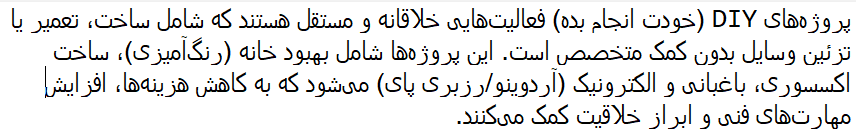 پروژه‌های DIY (خودت انجام بده) فعالیت‌هایی خلاقانه و مستقل هستند که شامل ساخت، تعمیر یا
تزئین وسایل بدون کمک متخصص است. این پروژه‌ها شامل بهبود خانه (رنگ‌آمیزی)، ساخت
اکسسوری، باغبانی و الکترونیک (آردوینو/رزبری پای) می‌شود که به کاهش هزینه‌ها، افزایش
مهارت‌های فنی و ابراز خلاقیت کمک می‌کنند.